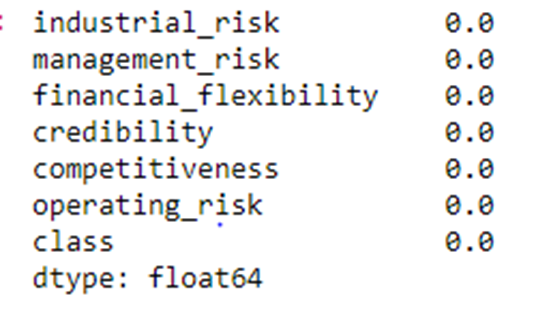 : industrial_risk 0.0
management_risk 0.0
financial_flexibility 0.0
credibility 0.0
competitiveness 0.0
operating_risk 0.0
class 0.0
dtype: float64